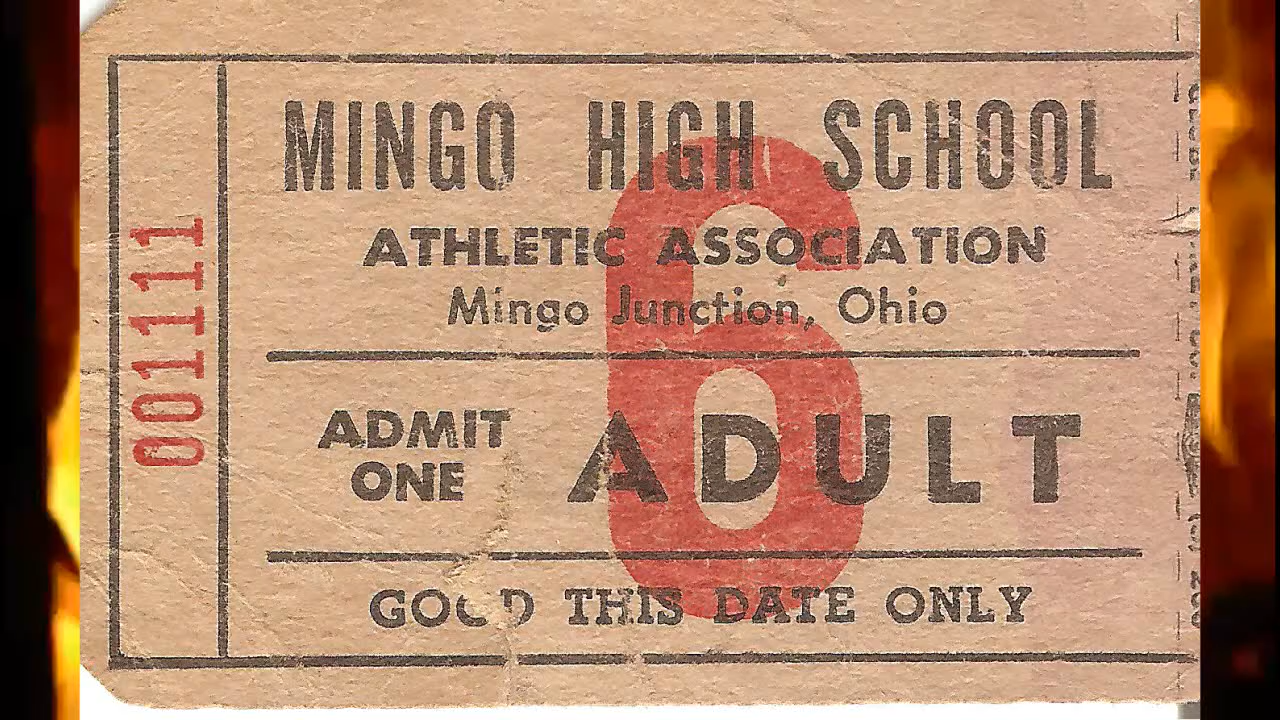 MINGO HIGH SCHOOL
ATHLETIC ASSOCIATION
Mingo Junction, Ohio
ADMIT
ONE
ADULT
6
GOOD THIS DATE ONLY
001111